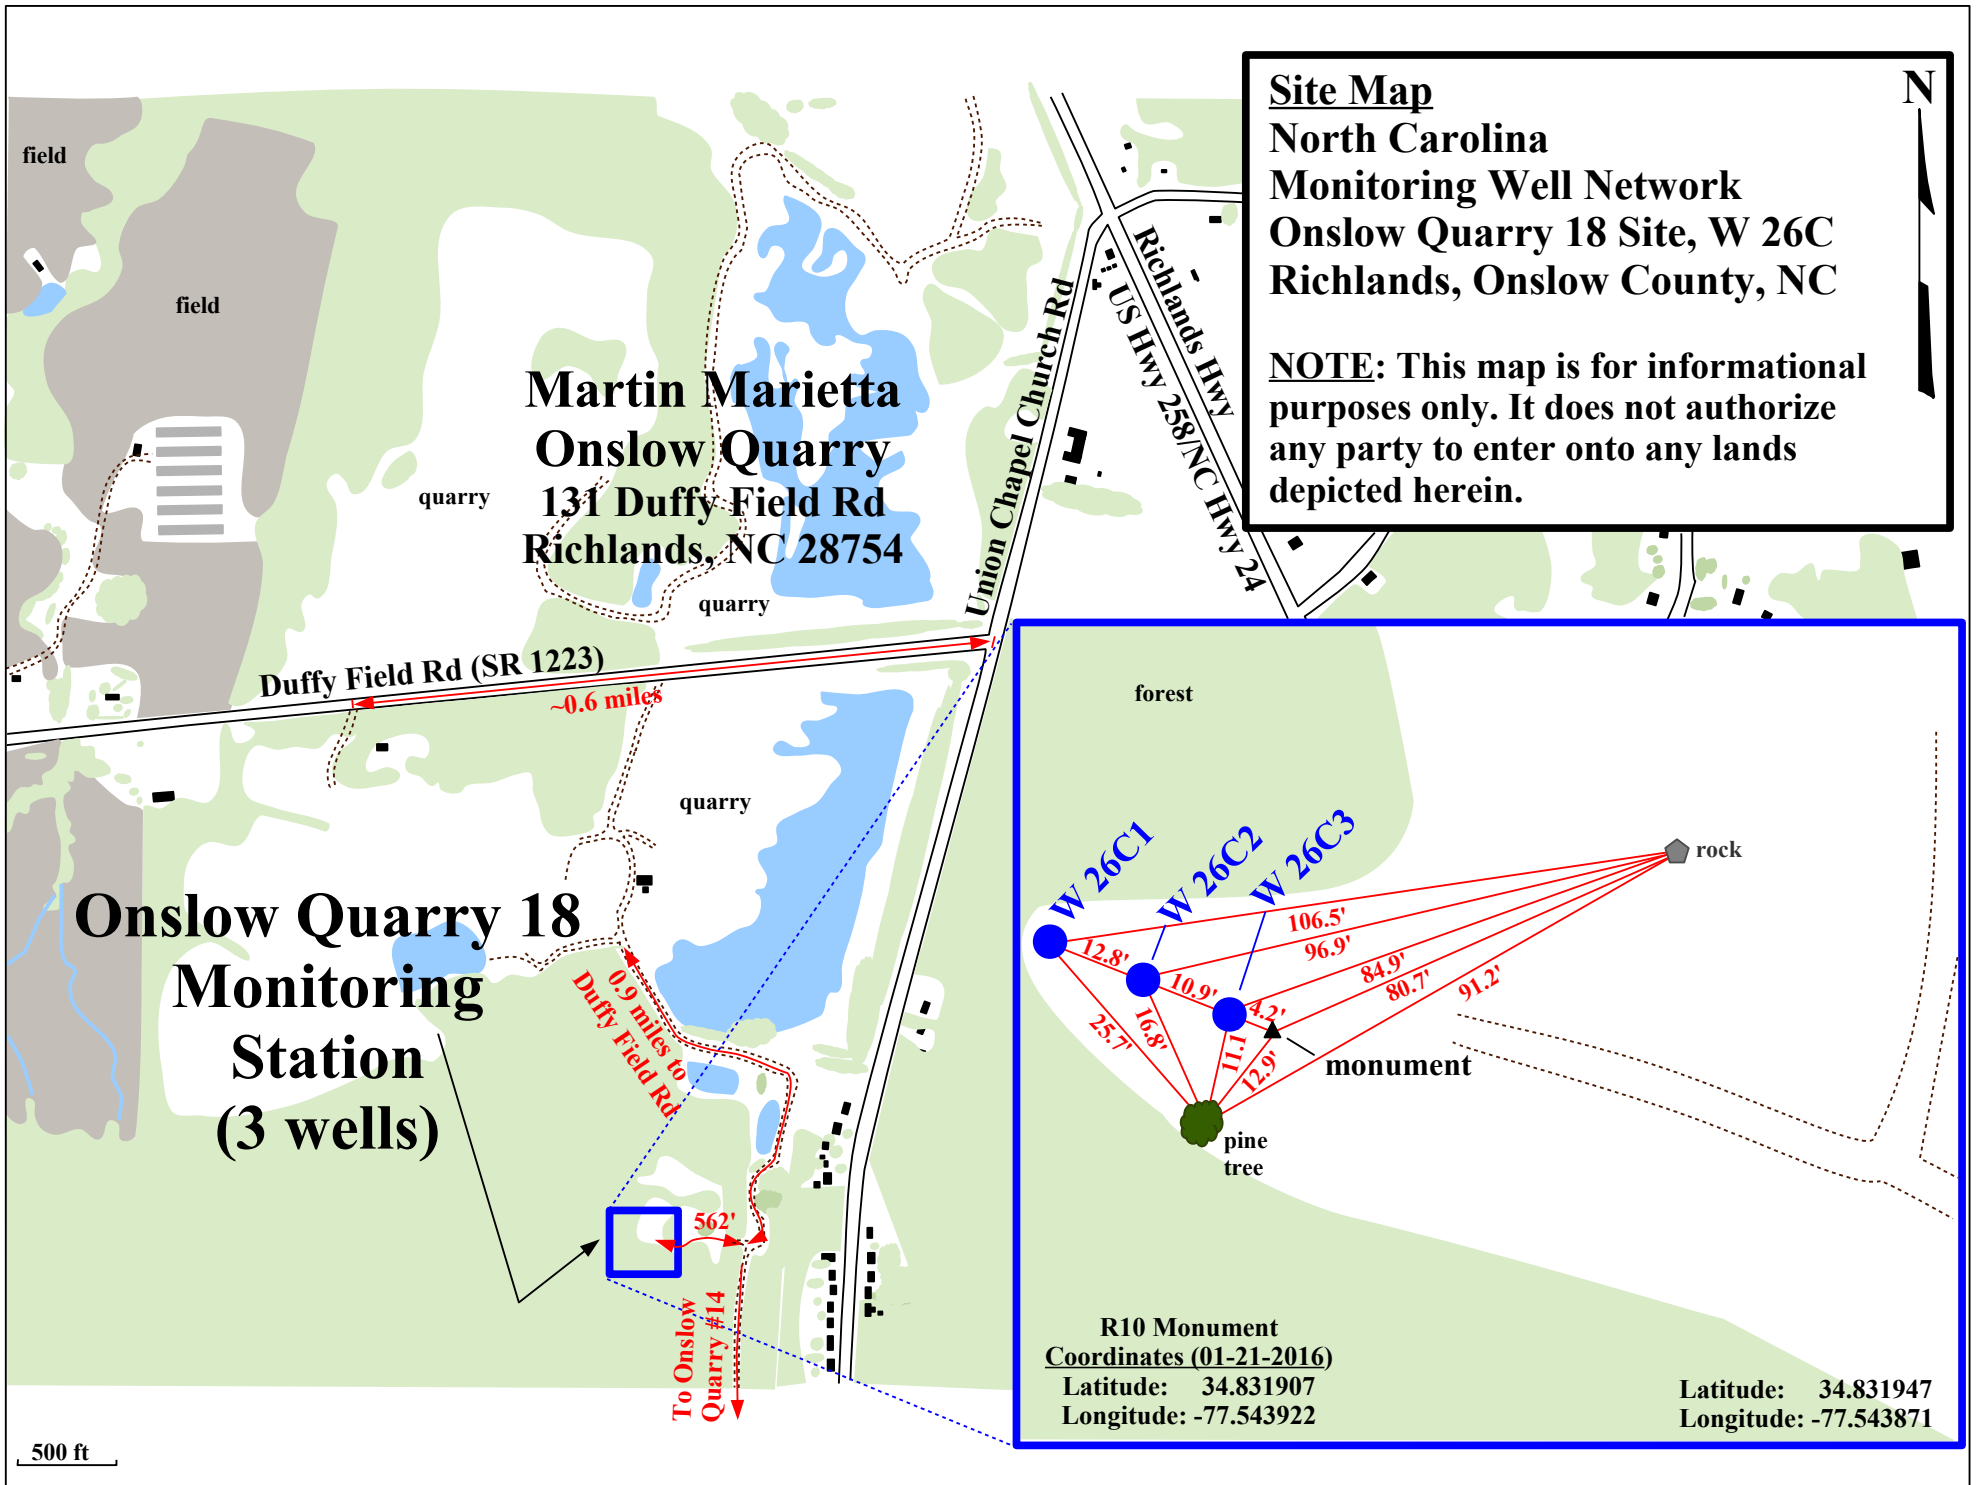 Site Map
North Carolina
Monitoring Well Network
Onslow Quarry 18 Site, W 26C
Richlands, Onslow County, NC
NOTE: This map is for informational
purposes only. It does not authorize
any party to enter onto any lands
depicted herein.
N
field
field
Martin Marietta
Onslow Quarry
131 Duffy Field Rd
Richlands, NC 28754
quarry
quarry
Union Chapel Church Rd
Richlands Hwy
US Hwy 258/NC Hwy 24
Duffy Field Rd (SR 1223)
~0.6 miles
quarry
Onslow Quarry 18
Monitoring
Station
(3 wells)
0.9 miles to
Duffy Field Rd
562'
To Onslow
Quarry #14
500 ft
forest
W 26C1
W 26C2
W 26C3
rock
106.5'
96.9'
84.9'
80.7'
91.2'
12.8'
10.9'
4.2'
25.7'
16.8'
11.1
12.9'
monument
pine
tree
R10 Monument
Coordinates (01-21-2016)
Latitude: 34.831907
Longitude: -77.543922
Latitude: 34.831947
Longitude: -77.543871